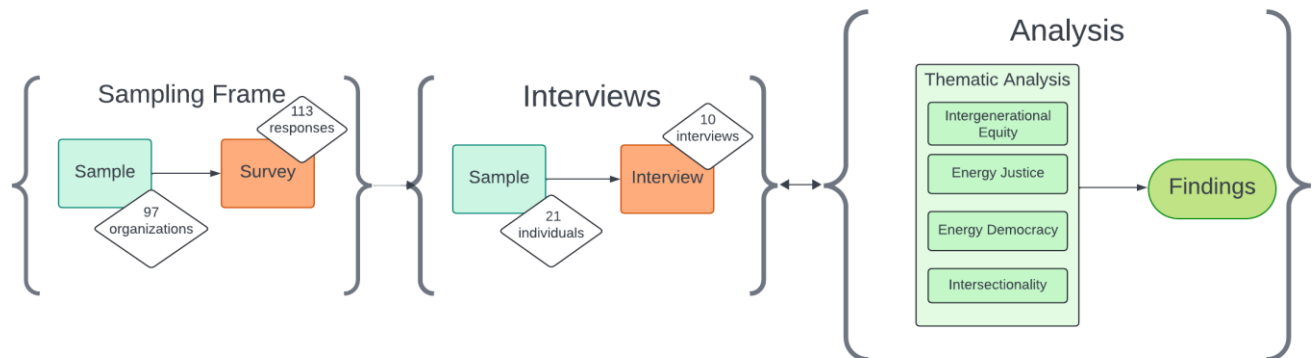 Sampling Frame
113
responses
Sample
Survey
97
organizations
Interviews
10
interviews
Sample
Interview
21
individuals
Analysis
Thematic Analysis
Intergenerational
Equity
Energy Justice
Energy Democracy
Intersectionality
Findings